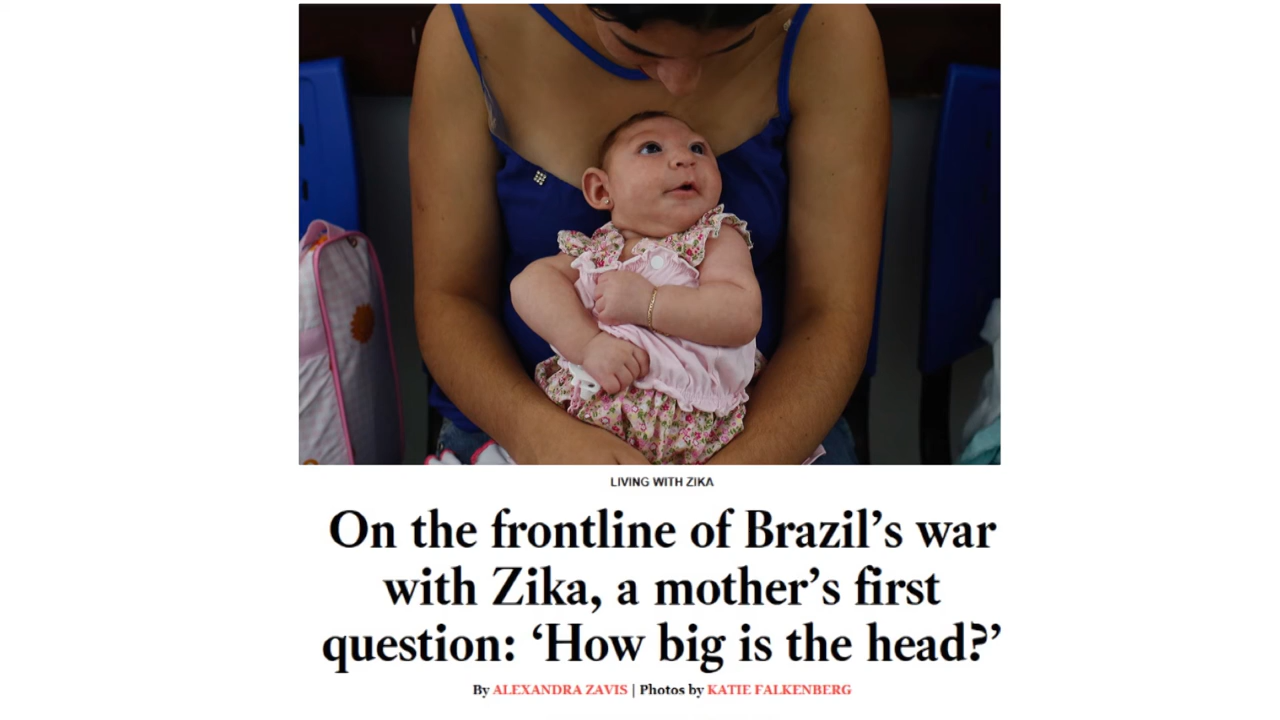 LIVING WITH ZIKA
On the frontline of Brazil’s war
with Zika, a mother’s first
question: ‘How big is the head?’
By ALEXANDRA ZAVIS | Photos by KATIE FALKENBERG